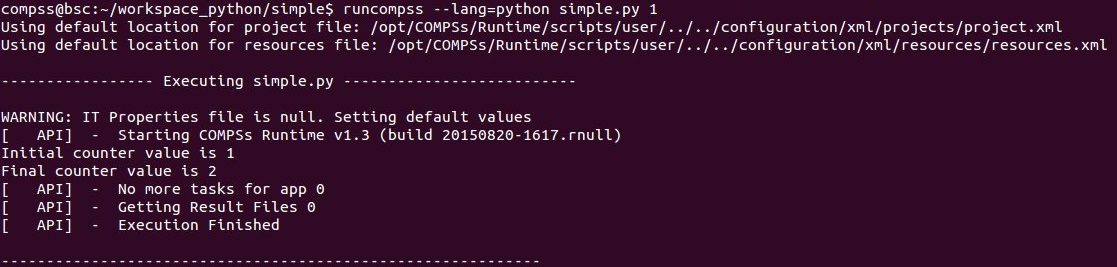 compss@bsc:~/workspace_python/simple$ runcompss --lang=python simple.py 1
Using default location for project file: /opt/COMPSs/Runtime/scripts/user/../../configuration/xml/projects/project.xml
Using default location for resources file: /opt/COMPSs/Runtime/scripts/user/../../configuration/xml/resources/resources.xml
----------------- Executing simple.py --------------------------
WARNING: IT Properties file is null. Setting default values
[   API]  -  Starting COMPSs Runtime v1.3 (build 20150820-1617.rnull)
Initial counter value is 1
Final counter value is 2
[   API]  -  No more tasks for app 0
[   API]  -  Getting Result Files 0
[   API]  -  Execution Finished
------------------------------------------------------------